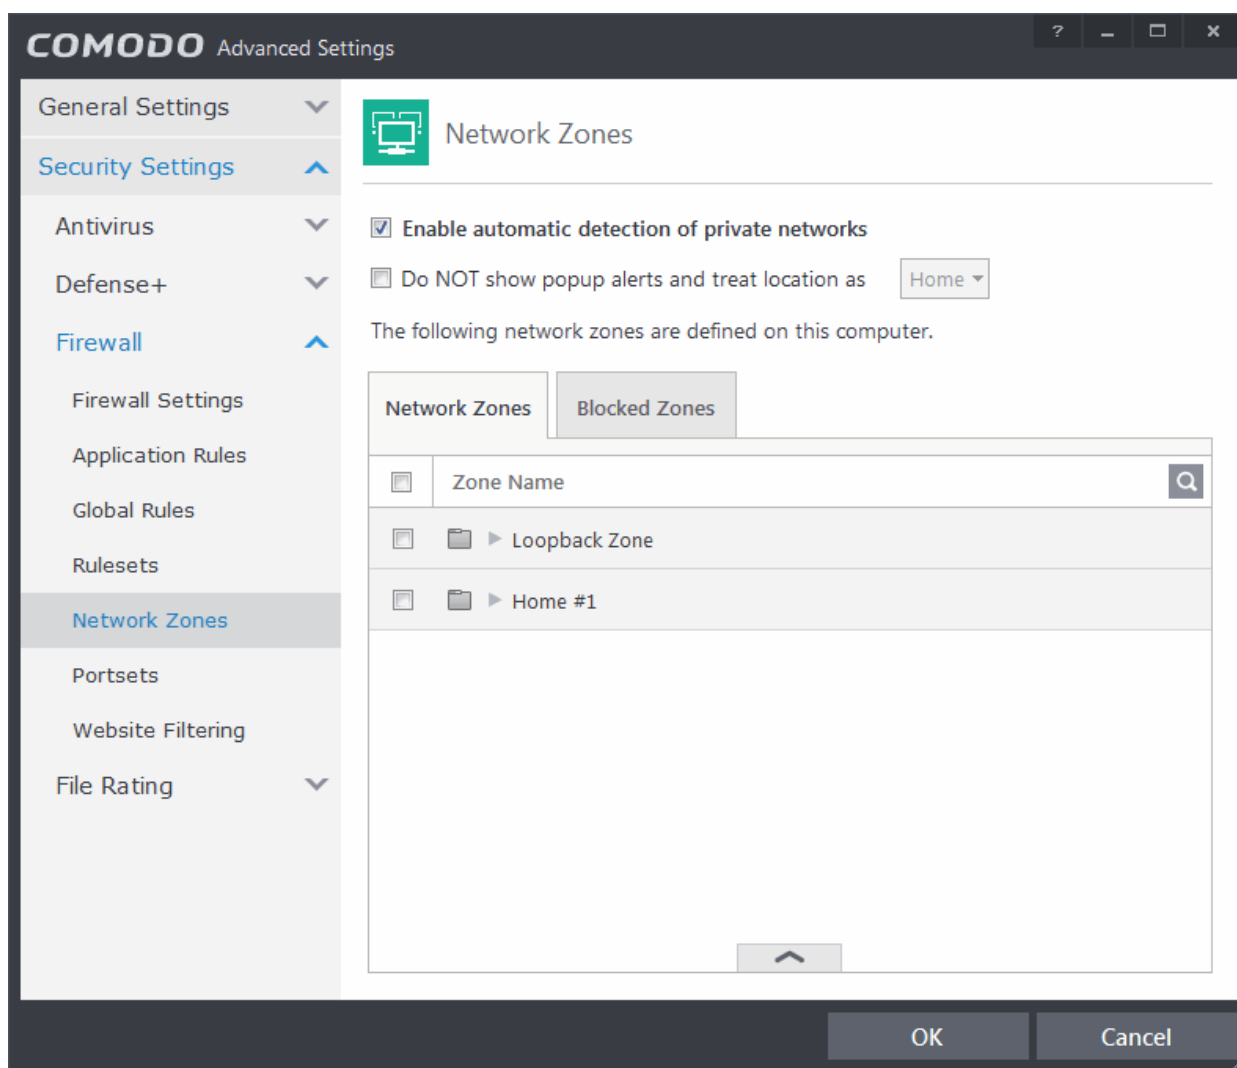 COMODO Advanced Settings
?
General Settings
Security Settings
Antivirus
Defense+
Firewall
Firewall Settings
Application Rules
Global Rules
Rulesets
Network Zones
Portsets
Website Filtering
File Rating
Network Zones
Enable automatic detection of private networks
Do NOT show popup alerts and treat location as Home
The following network zones are defined on this computer.
Network Zones Blocked Zones
Zone Name
Loopback Zone
Home #1
OK Cancel